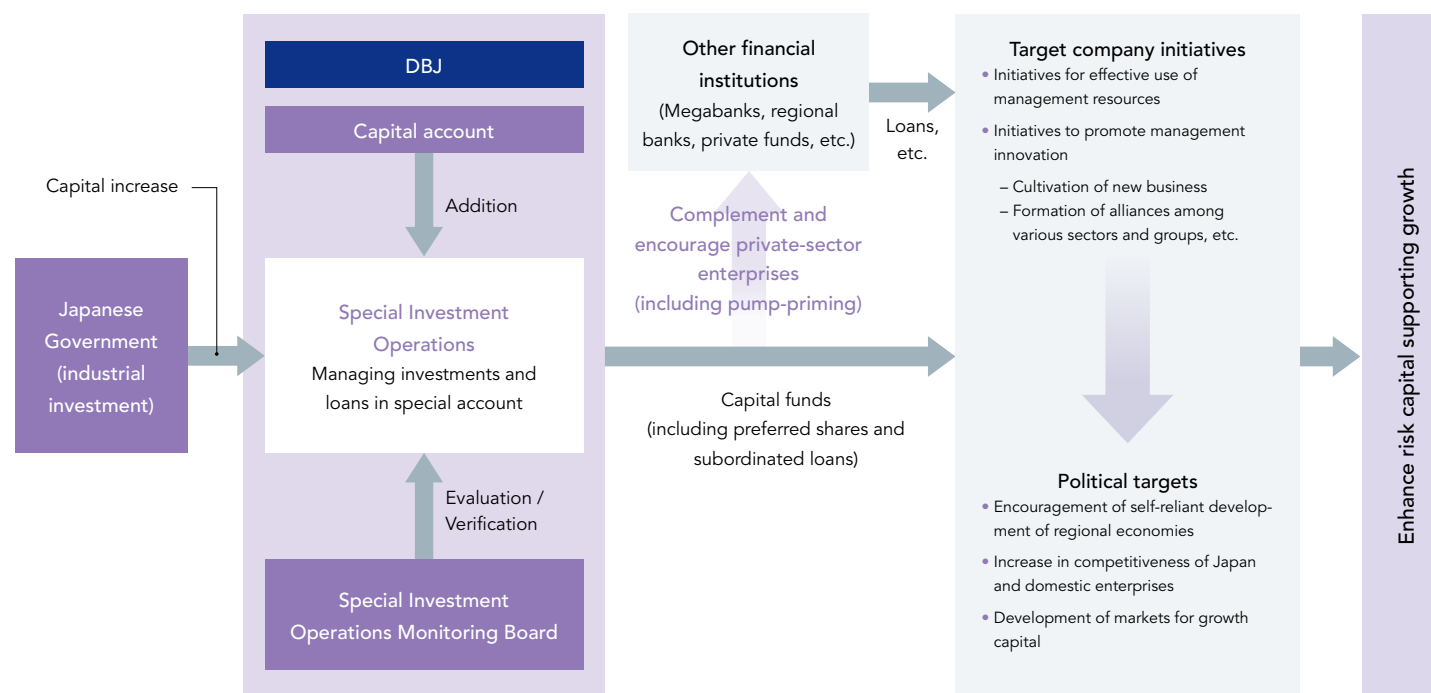 Capital increase
Japanese
Government
(industrial
investment)
DBJ
Capital account
Addition
Special Investment
Operations
Managing investments and
loans in special account
Evaluation /
Verification
Special Investment
Operations Monitoring Board
Other financial
institutions
(Megabanks, regional
banks, private funds, etc.)
Loans,
etc.
Complement and
encourage private-sector
enterprises
(including pump-priming)
Capital funds
(including preferred shares and
subordinated loans)
Target company initiatives
• Initiatives for effective use of
management resources
• Initiatives to promote management
innovation
– Cultivation of new business
– Formation of alliances among
various sectors and groups, etc.
Political targets
• Encouragement of self-reliant develop-
ment of regional economies
• Increase in competitiveness of Japan
and domestic enterprises
• Development of markets for growth
capital
Enhance risk capital supporting growth